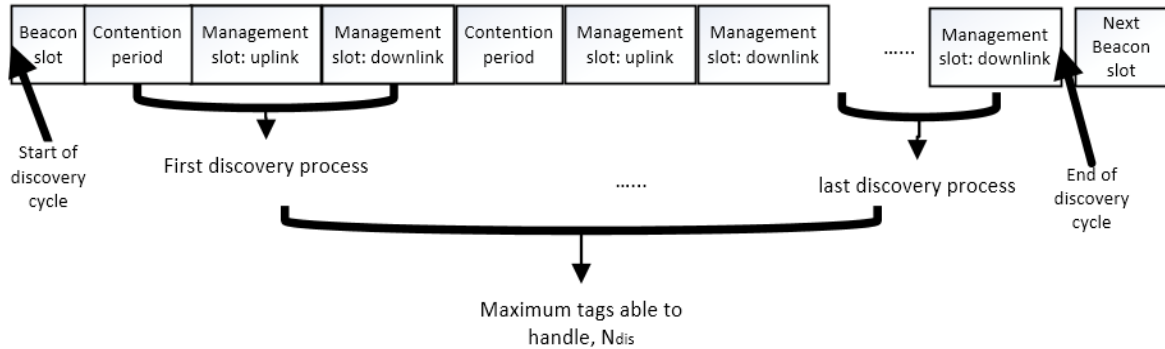 Beacon
slot
Contention
period
Management
slot: uplink
Management
slot: downlink
Contention
period
Management
slot: uplink
Management
slot: downlink
......
Management
slot: downlink
Next
Beacon
slot
Start of
discovery
cycle
First discovery process
......
last discovery process
End of
discovery
cycle
Maximum tags able to
handle, Ndis